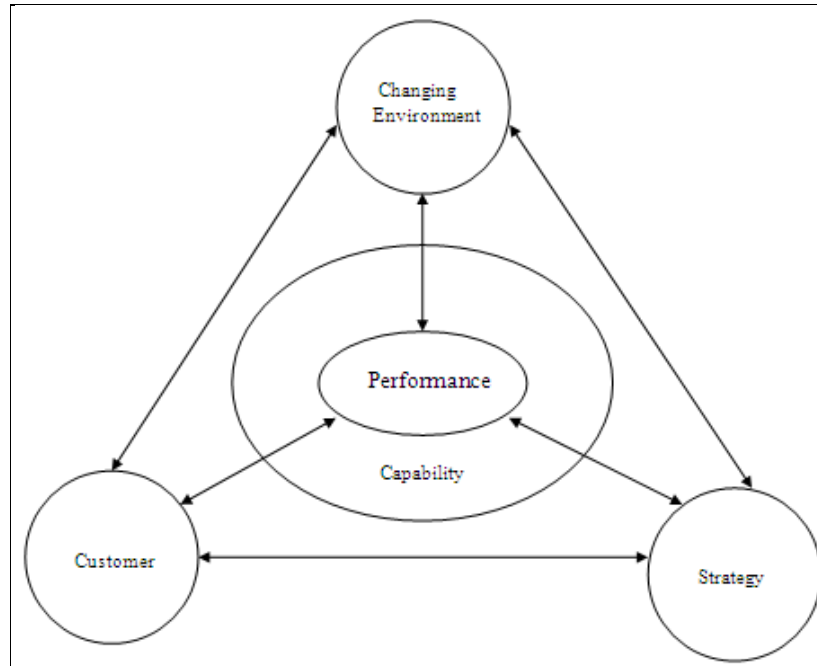 Changing
Environment
Performance
Capability
Customer
Strategy